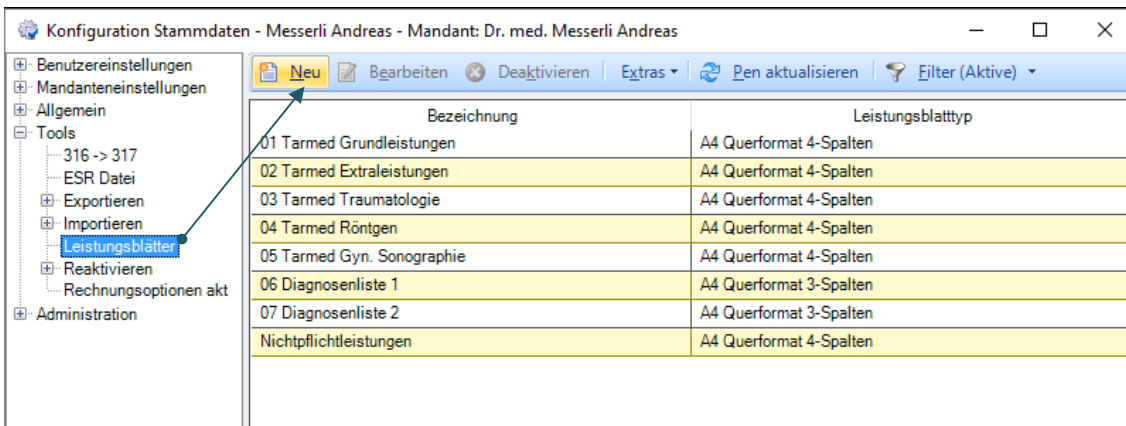 Konfiguration Stammdaten - Messerli Andreas - Mandant: Dr. med. Messerli Andreas
Benutzereinstellungen
Mandanteneinstellungen
Allgemein
Tools
316 -> 317
ESR Datei
Exportieren
Importieren
Leistungsblätter
Reaktivieren
Rechnungsoptionen akt
Administration
Neu Bearbeiten Deaktivieren Extras Pen aktualisieren Filter (Aktive)
Bezeichnung Leistungsblatttyp
01 Tarmed Grundleistungen A4 Querformat 4-Spalten
02 Tarmed Extraleistungen A4 Querformat 4-Spalten
03 Tarmed Traumatologie A4 Querformat 4-Spalten
04 Tarmed Röntgen A4 Querformat 4-Spalten
05 Tarmed Gyn. Sonographie A4 Querformat 4-Spalten
06 Diagnosenliste 1 A4 Querformat 3-Spalten
07 Diagnosenliste 2 A4 Querformat 3-Spalten
Nichtpflichtleistungen A4 Querformat 4-Spalten